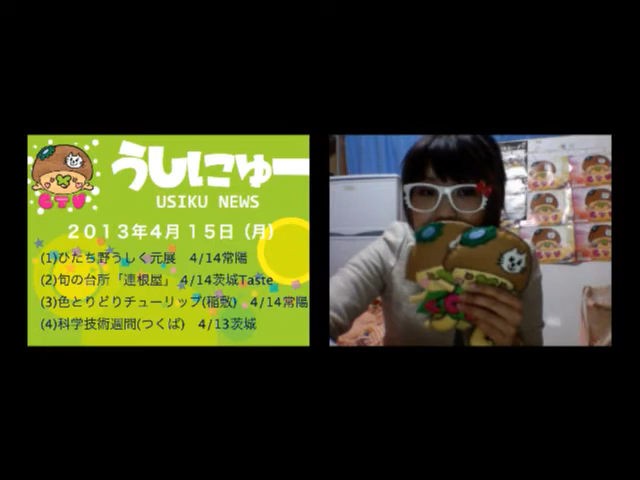 CTV
うしにゅー
USIKU NEWS
2013年4月15日（月）
(1)ひたち野うしく元展　4/14常陽
(2)旬の台所「連根屋」4/14茨城Taste
(3)色とりどりチューリップ(稲敷)　4/14常陽
(4)科学技術週間(つくば)　4/13茨城